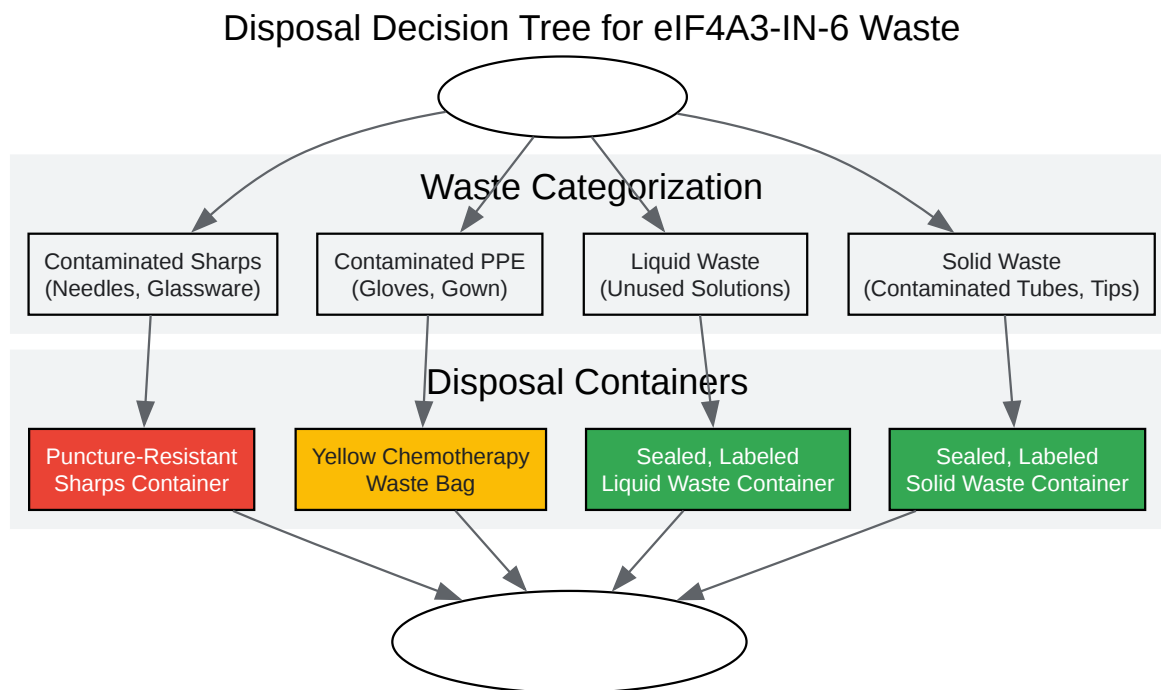 Disposal Decision Tree for eIF4A3-IN-6 Waste
Waste Categorization
Contaminated Sharps
(Needles, Glassware)
Contaminated PPE
(Gloves, Gown)
Liquid Waste
(Unused Solutions)
Solid Waste
(Contaminated Tubes, Tips)
Disposal Containers
Puncture-Resistant
Sharps Container
Yellow Chemotherapy
Waste Bag
Sealed, Labeled
Liquid Waste Container
Sealed, Labeled
Solid Waste Container